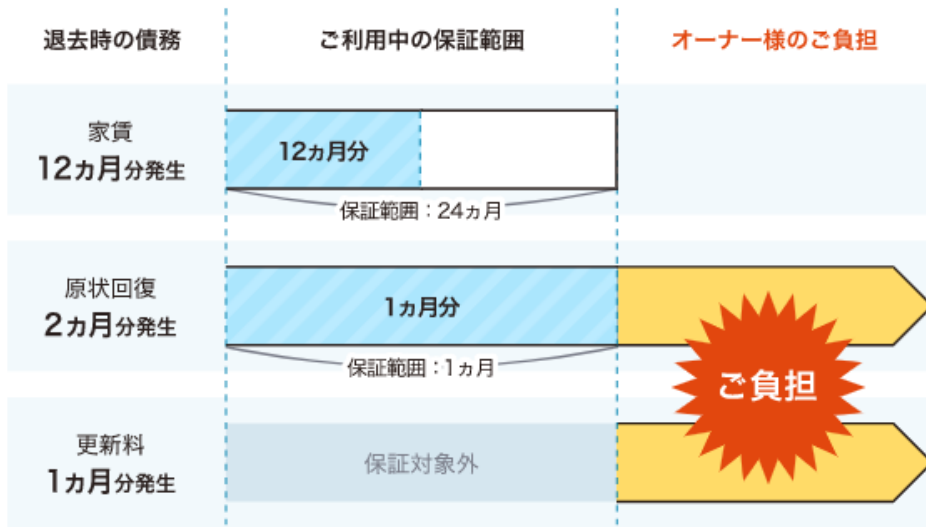 退去時の債務
ご利用中の保証範囲
オーナー様のご負担
家賃
12ヵ月分発生
12ヵ月分
保証範囲：24ヵ月
原状回復
2ヵ月分発生
1ヵ月分
保証範囲：1ヵ月
ご負担
更新料
1ヵ月分発生
保証対象外